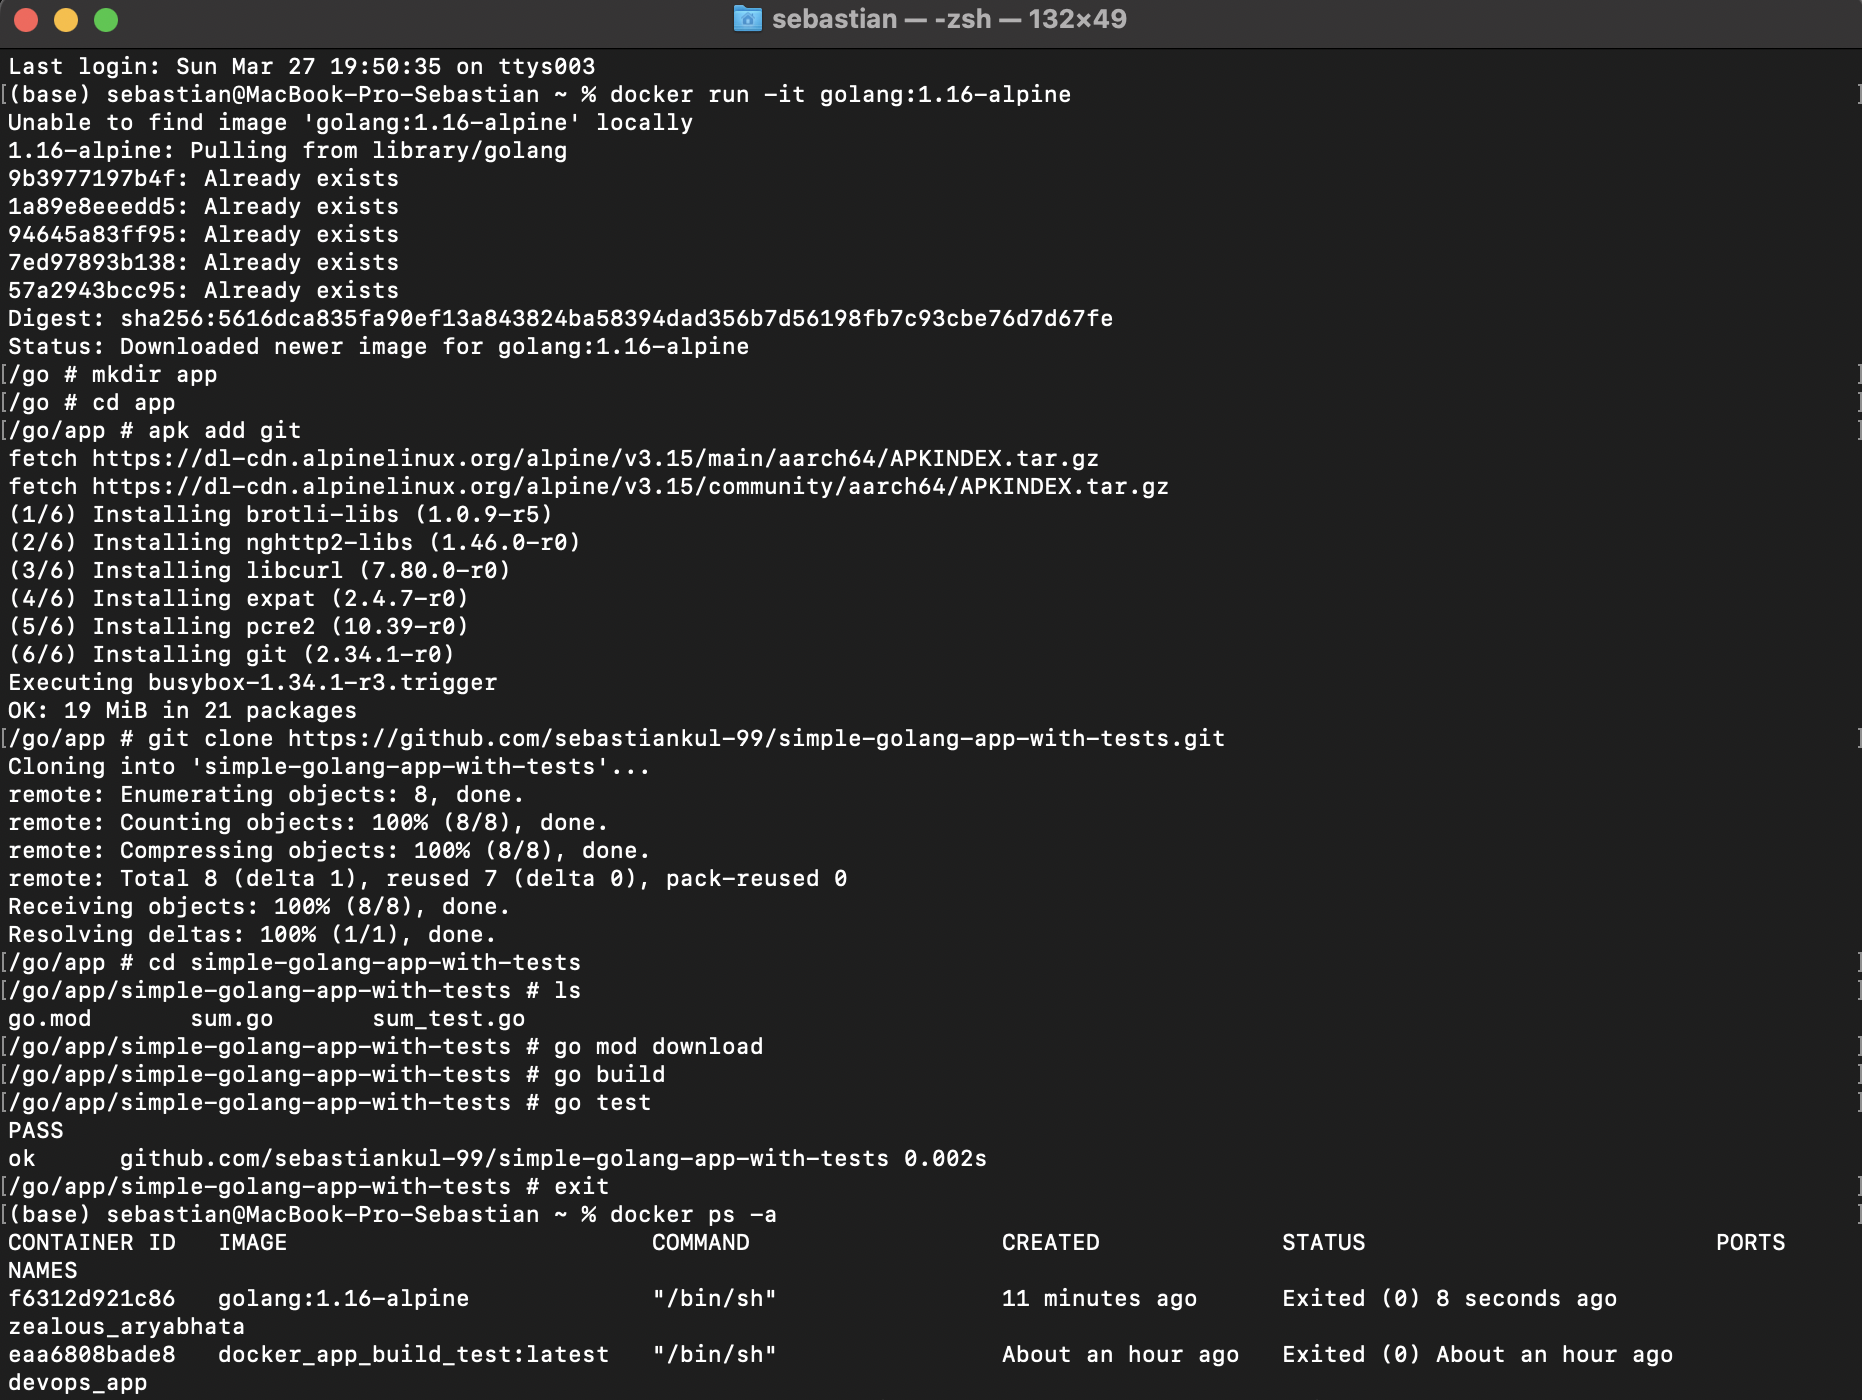 sebastian — -zsh — 132×49
Last login: Sun Mar 27 19:50:35 on ttys003
[(base) sebastian@MacBook-Pro-Sebastian ~ % docker run -it golang:1.16-alpine ]
Unable to find image 'golang:1.16-alpine' locally
1.16-alpine: Pulling from library/golang
9b3977197b4f: Already exists
1a89e8eeedd5: Already exists
94645a83ff95: Already exists
7ed97893b138: Already exists
57a2943bcc95: Already exists
Digest: sha256:5616dca835fa90ef13a843824ba58394dad356b7d56198fb7c93cbe76d7d67fe
Status: Downloaded newer image for golang:1.16-alpine
[/go # mkdir app ]
[/go # cd app ]
[/go/app # apk add git ]
fetch https://dl-cdn.alpinelinux.org/alpine/v3.15/main/aarch64/APKINDEX.tar.gz
fetch https://dl-cdn.alpinelinux.org/alpine/v3.15/community/aarch64/APKINDEX.tar.gz
(1/6) Installing brotli-libs (1.0.9-r5)
(2/6) Installing nghttp2-libs (1.46.0-r0)
(3/6) Installing libcurl (7.80.0-r0)
(4/6) Installing expat (2.4.7-r0)
(5/6) Installing pcre2 (10.39-r0)
(6/6) Installing git (2.34.1-r0)
Executing busybox-1.34.1-r3.trigger
OK: 19 MiB in 21 packages
[/go/app # git clone https://github.com/sebastiankul-99/simple-golang-app-with-tests.git ]
Cloning into 'simple-golang-app-with-tests'...
remote: Enumerating objects: 8, done.
remote: Counting objects: 100% (8/8), done.
remote: Compressing objects: 100% (8/8), done.
remote: Total 8 (delta 1), reused 7 (delta 0), pack-reused 0
Receiving objects: 100% (8/8), done.
Resolving deltas: 100% (1/1), done.
[/go/app # cd simple-golang-app-with-tests ]
[/go/app/simple-golang-app-with-tests # ls ]
go.mod       sum.go       sum_test.go
[/go/app/simple-golang-app-with-tests # go mod download ]
[/go/app/simple-golang-app-with-tests # go build ]
[/go/app/simple-golang-app-with-tests # go test ]
PASS
ok      github.com/sebastiankul-99/simple-golang-app-with-tests 0.002s
[/go/app/simple-golang-app-with-tests # exit ]
[(base) sebastian@MacBook-Pro-Sebastian ~ % docker ps -a ]
CONTAINER ID   IMAGE                          COMMAND                  CREATED             STATUS                         PORTS
NAMES
f6312d921c86   golang:1.16-alpine             "/bin/sh"                11 minutes ago      Exited (0) 8 seconds ago
zealous_aryabhata
eaa6808bade8   docker_app_build_test:latest   "/bin/sh"                About an hour ago   Exited (0) About an hour ago
devops_app